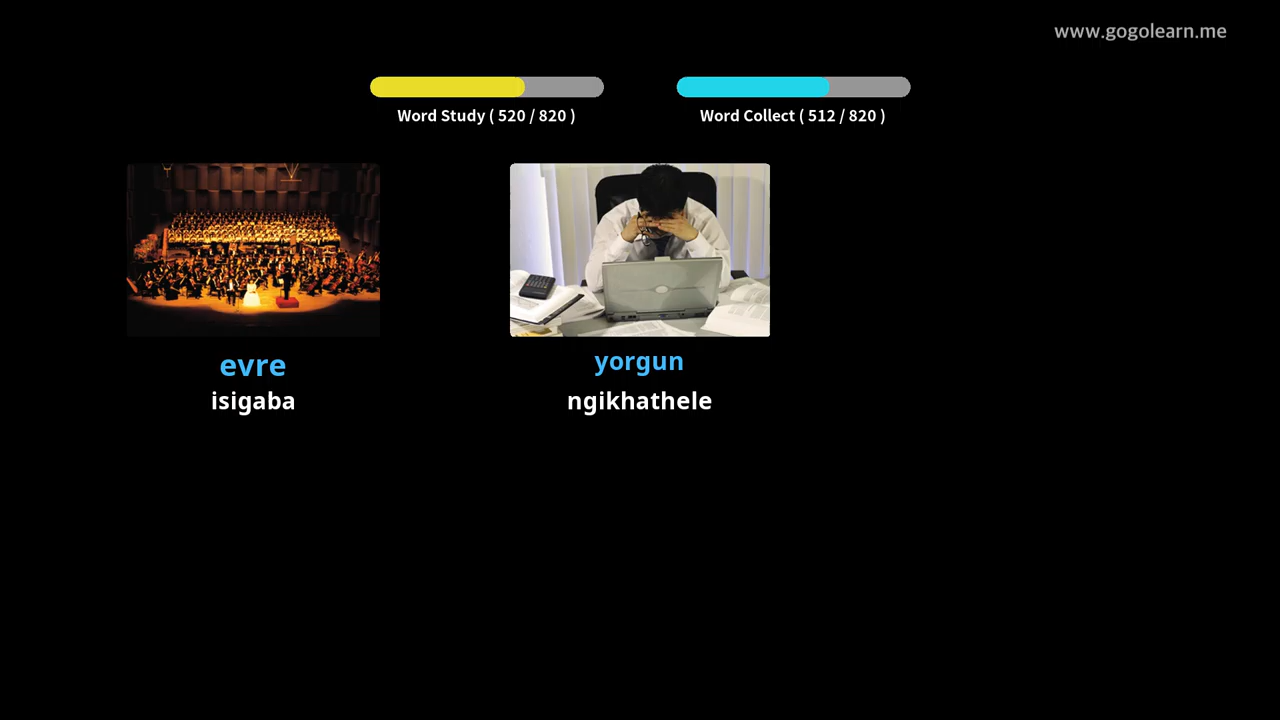 www.gogolearn.me
Word Study ( 520 / 820 )
Word Collect ( 512 / 820 )
evre
isigaba
yorgun
ngikhathele